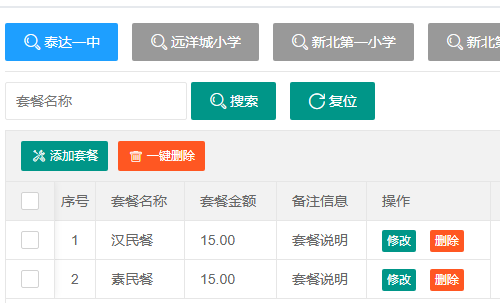 泰达一中 远洋城小学 新北第一小学 新北第
套餐名称 搜索 复位
添加套餐 一键删除
序号 套餐名称 套餐金额 备注信息 操作
1 汉民餐 15.00 套餐说明 修改 删除
2 素民餐 15.00 套餐说明 修改 删除